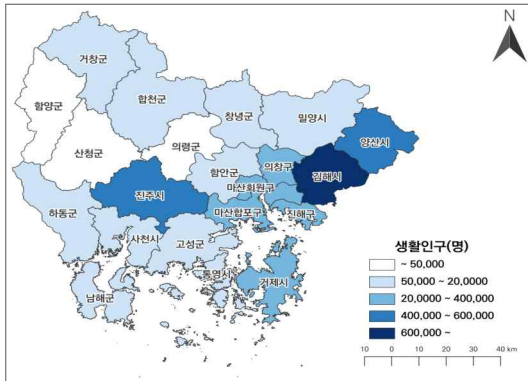 N
거창군
함양군
합천군
창녕군
밀양시
산청군
의령군
양산시
함안군
의창구
김해시
진주시
마산회원구
마산합포구
진해구
하동군
사천시
고성군
통영시
거제시
남해군
생활인구(명)
~ 50,000
50,000 ~ 20,0000
20,0000 ~ 400,000
400,000 ~ 600,000
600,000 ~
10 0 10 20 30 40 km